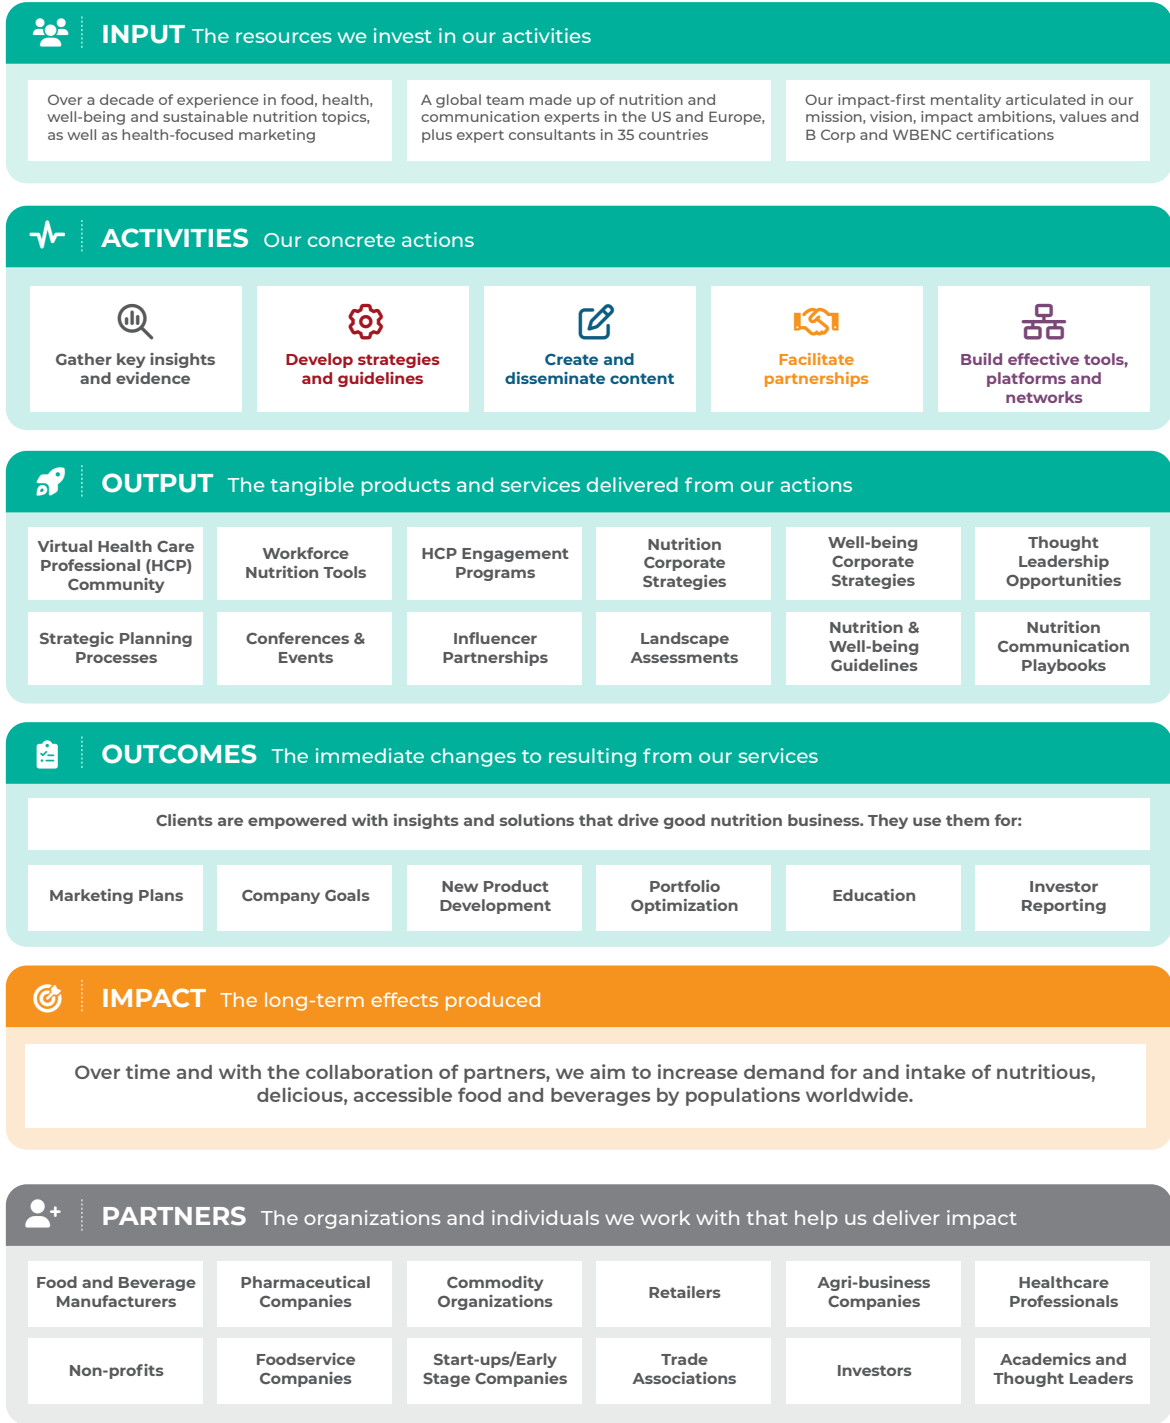 INPUT The resources we invest in our activities
Over a decade of experience in food, health,
well-being and sustainable nutrition topics,
as well as health-focused marketing
A global team made up of nutrition and
communication experts in the US and Europe,
plus expert consultants in 35 countries
Our impact-first mentality articulated in our
mission, vision, impact ambitions, values and
B Corp and WBENC certifications
ACTIVITIES Our concrete actions
Gather key insights
and evidence
Develop strategies
and guidelines
Create and
disseminate content
Facilitate
partnerships
Build effective tools,
platforms and
networks
OUTPUT The tangible products and services delivered from our actions
Virtual Health Care
Professional (HCP)
Community
Workforce
Nutrition Tools
HCP Engagement
Programs
Nutrition
Corporate
Strategies
Well-being
Corporate
Strategies
Thought
Leadership
Opportunities
Strategic Planning
Processes
Conferences &
Events
Influencer
Partnerships
Landscape
Assessments
Nutrition &
Well-being
Guidelines
Nutrition
Communication
Playbooks
OUTCOMES The immediate changes to resulting from our services
Clients are empowered with insights and solutions that drive good nutrition business. They use them for:
Marketing Plans
Company Goals
New Product
Development
Portfolio
Optimization
Education
Investor
Reporting
IMPACT The long-term effects produced
Over time and with the collaboration of partners, we aim to increase demand for and intake of nutritious,
delicious, accessible food and beverages by populations worldwide.
PARTNERS The organizations and individuals we work with that help us deliver impact
Food and Beverage
Manufacturers
Pharmaceutical
Companies
Commodity
Organizations
Retailers
Agri-business
Companies
Healthcare
Professionals
Non-profits
Foodservice
Companies
Start-ups/Early
Stage Companies
Trade
Associations
Investors
Academics and
Thought Leaders